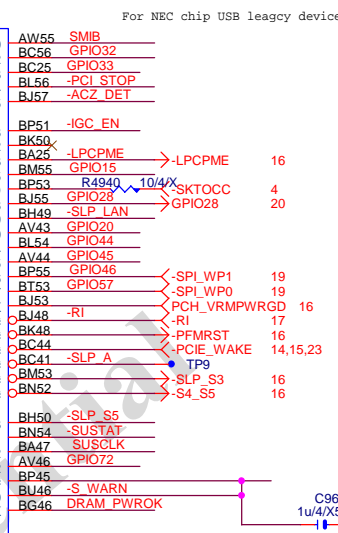 For NEC chip USB leagcy device
AW55 SMIB
BC56 GPIO32
BC25 GPIO33
BL56 -PCI_STOP
BJ57 -ACZ_DET
BP51 -IGC_EN
BK50
BA25 -LPCPME -LPCPME 16
BM55 GPIO15
BP53 R4940 10/4/X -SKTOCC 4
BJ55 GPIO28 GPIO28 20
BH49 -SLP_LAN
AV43 GPIO20
BL54 GPIO44
AV44 GPIO45
BP55 GPIO46 -SPI_WP1 19
BT53 GPIO57 -SPI_WP0 19
BJ53 PCH_VRMPWRGD 16
BJ48 -RI -RI 17
BK48 -PFMRST 16
BC44 -PCIE_WAKE 14,15,23
BC41 -SLP_A TP9
BM53 -SLP_S3 16
BN52 -S4_S5 16
BH50 -SLP_S5
BN54 -SUSTAT
BA47 SUSCLK
AV46 GPIO72
BP45
BU46 -S_WARN
BG46 DRAM_PWROK
C96
1u/4/X5